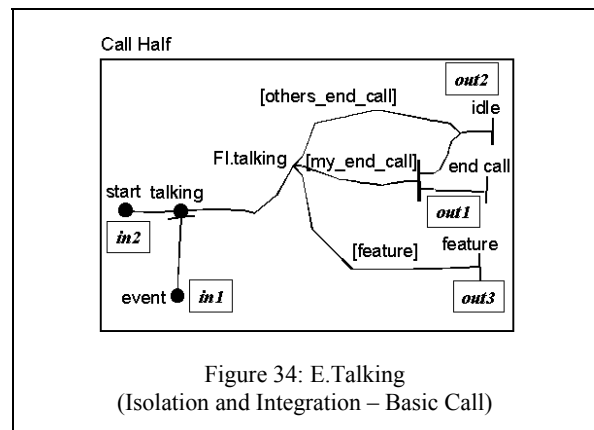 Call Half
out2
[others_end_call]
idle
FI.talking
[my_end_call]
end call
start talking
out1
in2
[feature]
feature
event
in1
out3
Figure 34: E.Talking
(Isolation and Integration – Basic Call)